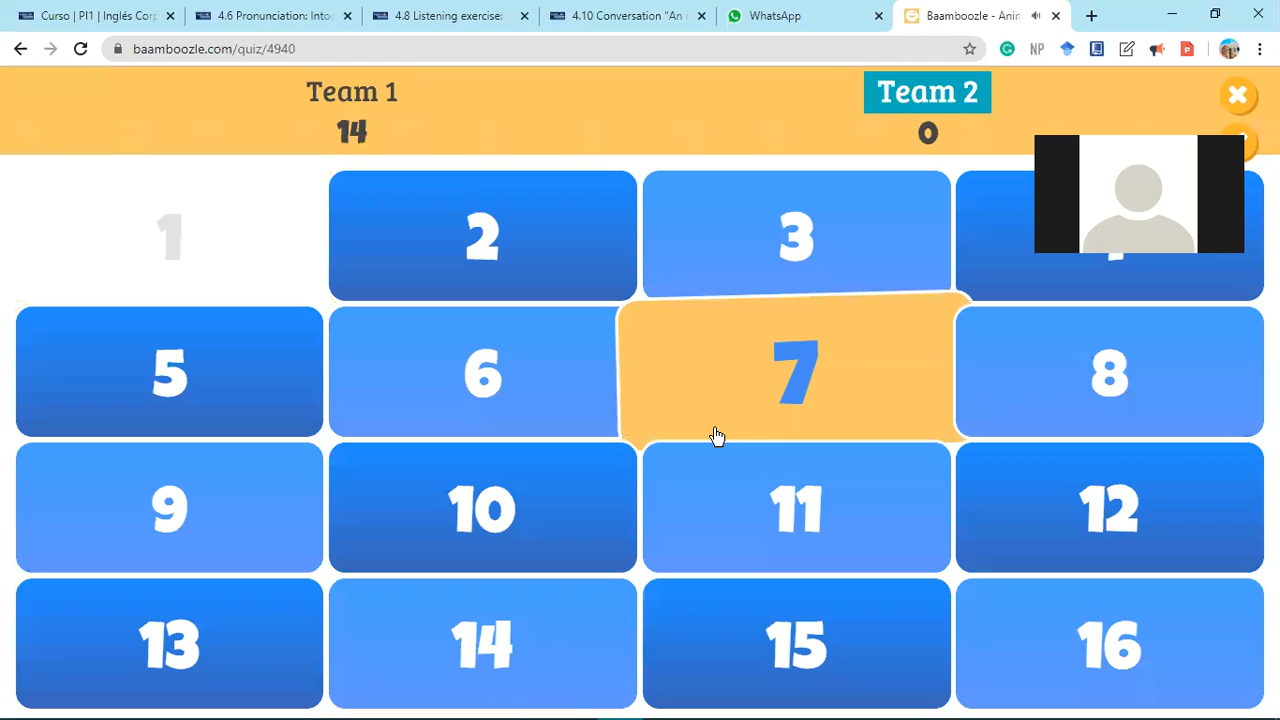 Curso | PI1 | Inglés Corp
4.6 Pronunciation: Into
4.8 Listening exercise:
4.10 Conversation "An
WhatsApp
Baamboozle - Anin
baamboozle.com/quiz/4940
NP
Team 1
Team 2
14
0
1
2
3
5
6
7
8
9
10
11
12
13
14
15
16